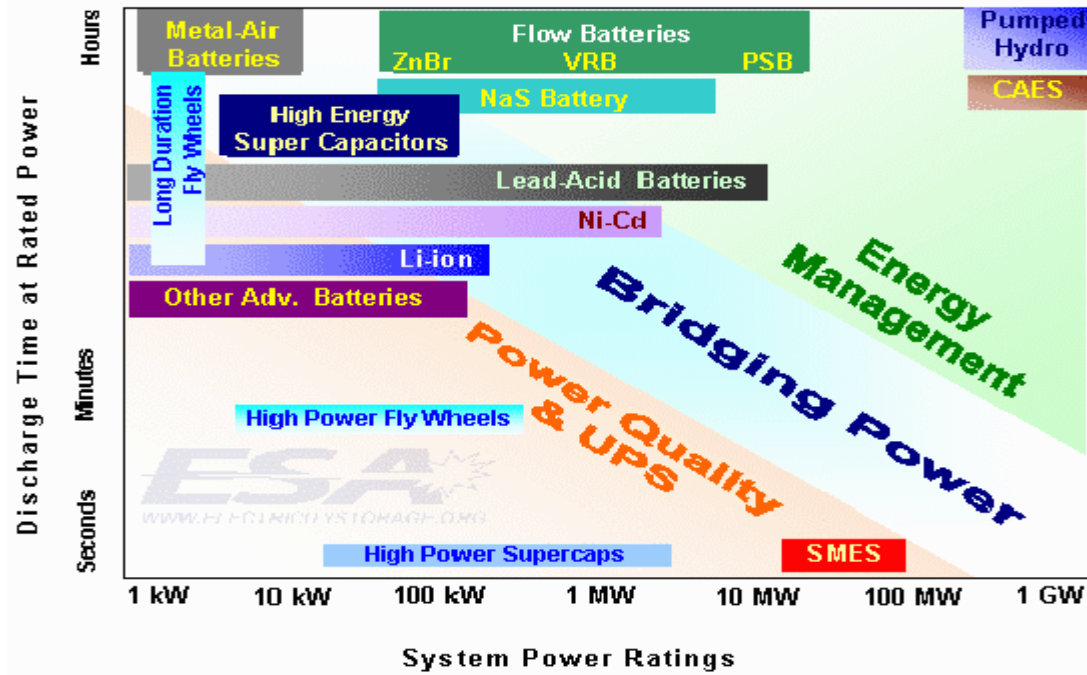 Hours
Metal-Air
Batteries
Flow Batteries
ZnBr VRB PSB
Pumped
Hydro
CAES
NaS Battery
Long Duration
Fly Wheels
High Energy
Super Capacitors
Lead-Acid Batteries
Ni-Cd
Li-ion
Other Adv. Batteries
Energy
Management
Bridging Power
Power Quality
& UPS
Discharge Time at Rated Power
Minutes
High Power Fly Wheels
ESA
WWW.ELECTRICITYSTORAGE.ORG
Seconds
High Power Supercaps
SMES
1 kW 10 kW 100 kW 1 MW 10 MW 100 MW 1 GW
System Power Ratings